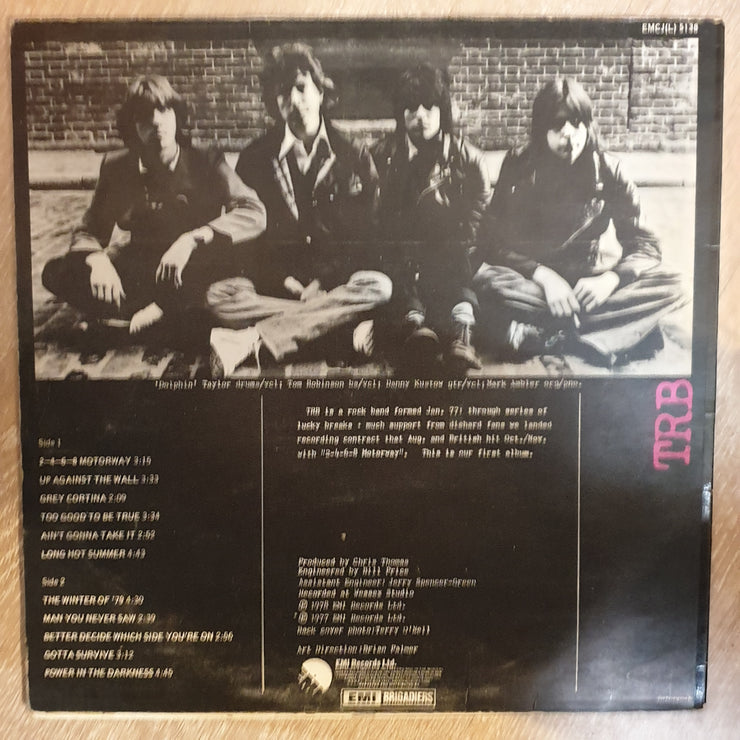 EMCJ(L) 5138
'Dolphin' Taylor drums/vcl; Tom Robinson bs/vcl; Danny Kustow gtr/vcl; Mark Ambler org/pno.
TRB is a rock band formed Jan. 77: through series of
lucky breaks : much support from diehard fans we landed
recording contract that Aug. and British hit Oct./Nov.
with "2-4-6-8 Motorway". This is our first album.
TRB
Side 1
2-4-6-8 MOTORWAY 3:15
UP AGAINST THE WALL 3:33
GREY CORTINA 2:09
TOO GOOD TO BE TRUE 3:34
AIN'T GONNA TAKE IT 2:52
LONG HOT SUMMER 4:43
Side 2
THE WINTER OF '79 4:30
MAN YOU NEVER SAW 2:39
BETTER DECIDE WHICH SIDE YOU'RE ON 2:56
GOTTA SURVIVE 3:12
POWER IN THE DARKNESS 4:45
Produced by Chris Thomas
Engineered by Bill Price
Assistant Engineer: Jerry Spencer-Green
Recorded at Wessex Studio
Ⓟ 1978 EMI Records Ltd.
Ⓒ 1977 EMI Records Ltd.
Back cover photo:Terry O'Neil
Art Direction:Brian Palmer
EMI Records Ltd.
EMI BRIGADIERS